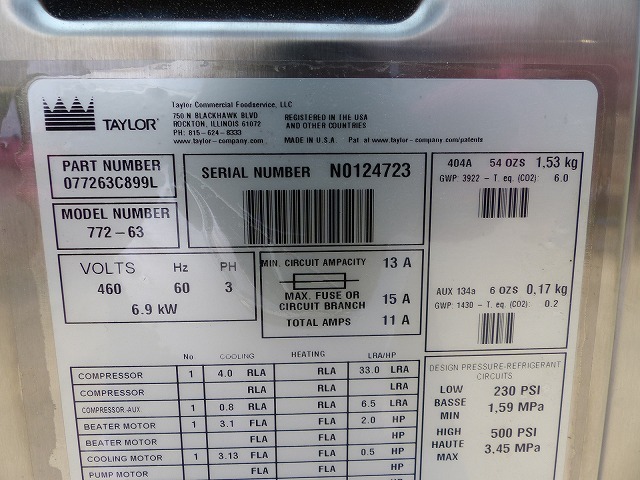 TAYLOR
Taylor Commercial Foodservice, LLC
750 N BLACKHAWK BLVD
ROCKTON, ILLINOIS 61072
PH: 815-624-8333
www.taylor-company.com
REGISTERED IN THE USA
AND OTHER COUNTRIES
MADE IN U.S.A. Pat at www.taylor-company.com/patents
PART NUMBER
077263C899L
MODEL NUMBER
772-63
SERIAL NUMBER N0124723
404A 54 OZS 1,53 kg
GWP: 3922 - T. eq. (CO2): 6.0
AUX 134a 6 OZS 0,17 kg
GWP: 1430 - T. eq. (CO2): 0.2
VOLTS Hz PH
460 60 3
6.9 kW
MIN. CIRCUIT AMPACITY 13 A
MAX. FUSE OR
CIRCUIT BRANCH 15 A
TOTAL AMPS 11 A
No COOLING HEATING LRA/HP
COMPRESSOR 1 4.0 RLA RLA 33.0 LRA
COMPRESSOR RLA RLA LRA
COMPRESSOR-AUX 1 0.8 RLA RLA 6.5 LRA
BEATER MOTOR 1 3.1 FLA FLA 2.0 HP
BEATER MOTOR FLA FLA HP
COOLING MOTOR 1 3.13 FLA FLA 0.5 HP
PUMP MOTOR FLA FLA HP
DESIGN PRESSURE-REFRIGERANT
CIRCUITS
LOW
BASSE
MIN
230 PSI
1,59 MPa
HIGH
HAUTE
MAX
500 PSI
3,45 MPa